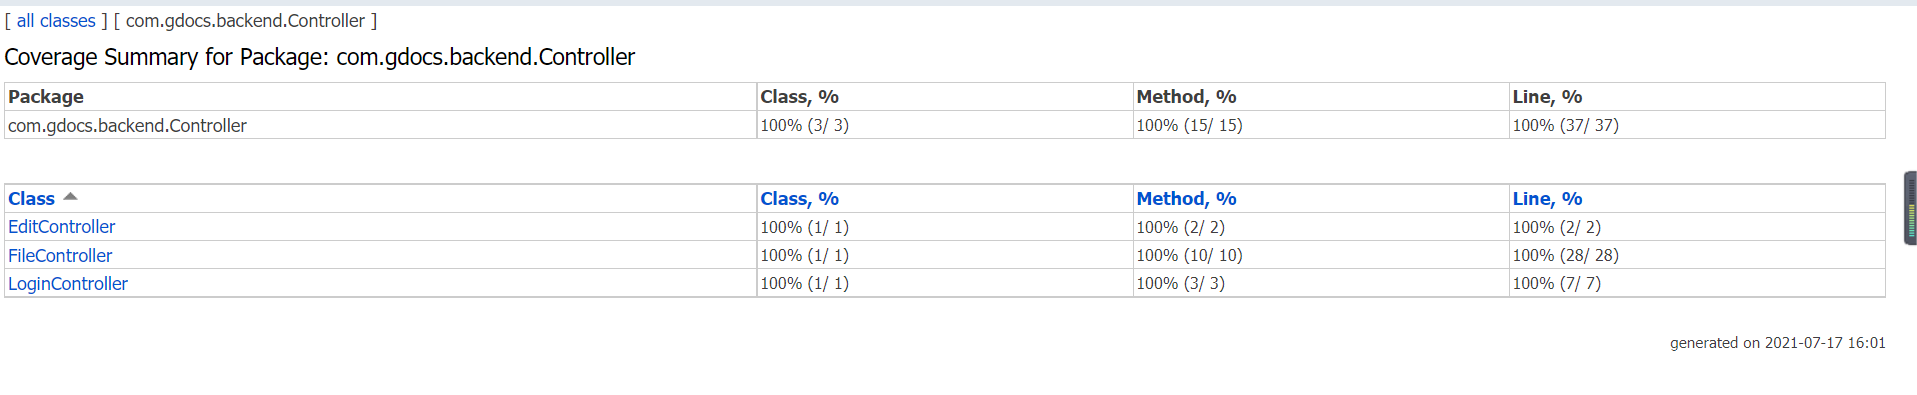 [ all classes ] [ com.gdocs.backend.Controller ]
Coverage Summary for Package: com.gdocs.backend.Controller
Package Class, % Method, % Line, %
com.gdocs.backend.Controller 100% (3/ 3) 100% (15/ 15) 100% (37/ 37)
Class Class, % Method, % Line, %
EditController 100% (1/ 1) 100% (2/ 2) 100% (2/ 2)
FileController 100% (1/ 1) 100% (10/ 10) 100% (28/ 28)
LoginController 100% (1/ 1) 100% (3/ 3) 100% (7/ 7)
generated on 2021-07-17 16:01